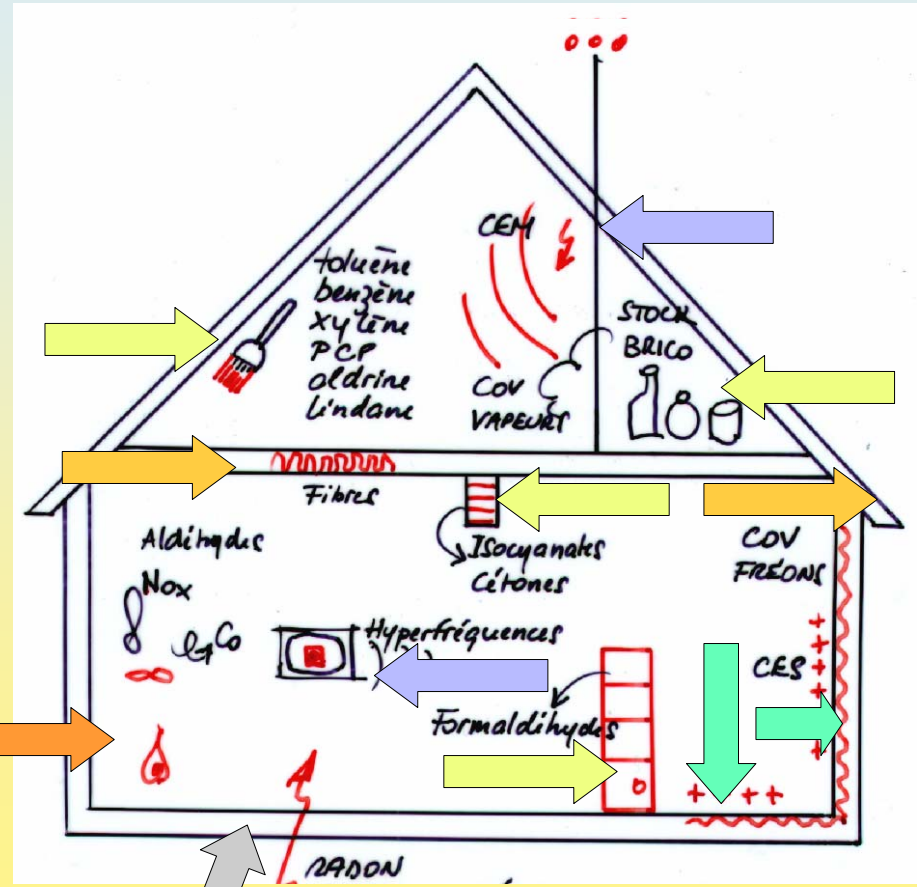 CEM
toluène
benzène
xylène
PCP
aldrine
lindane
STOCK
BRICO
COV
VAPEURS
Fibres
Aldéhydes
Nox
Co
Isocyanates
Cétones
COV
FRÉONS
Hyperfréquences
CES
Formaldéhydes
RADON